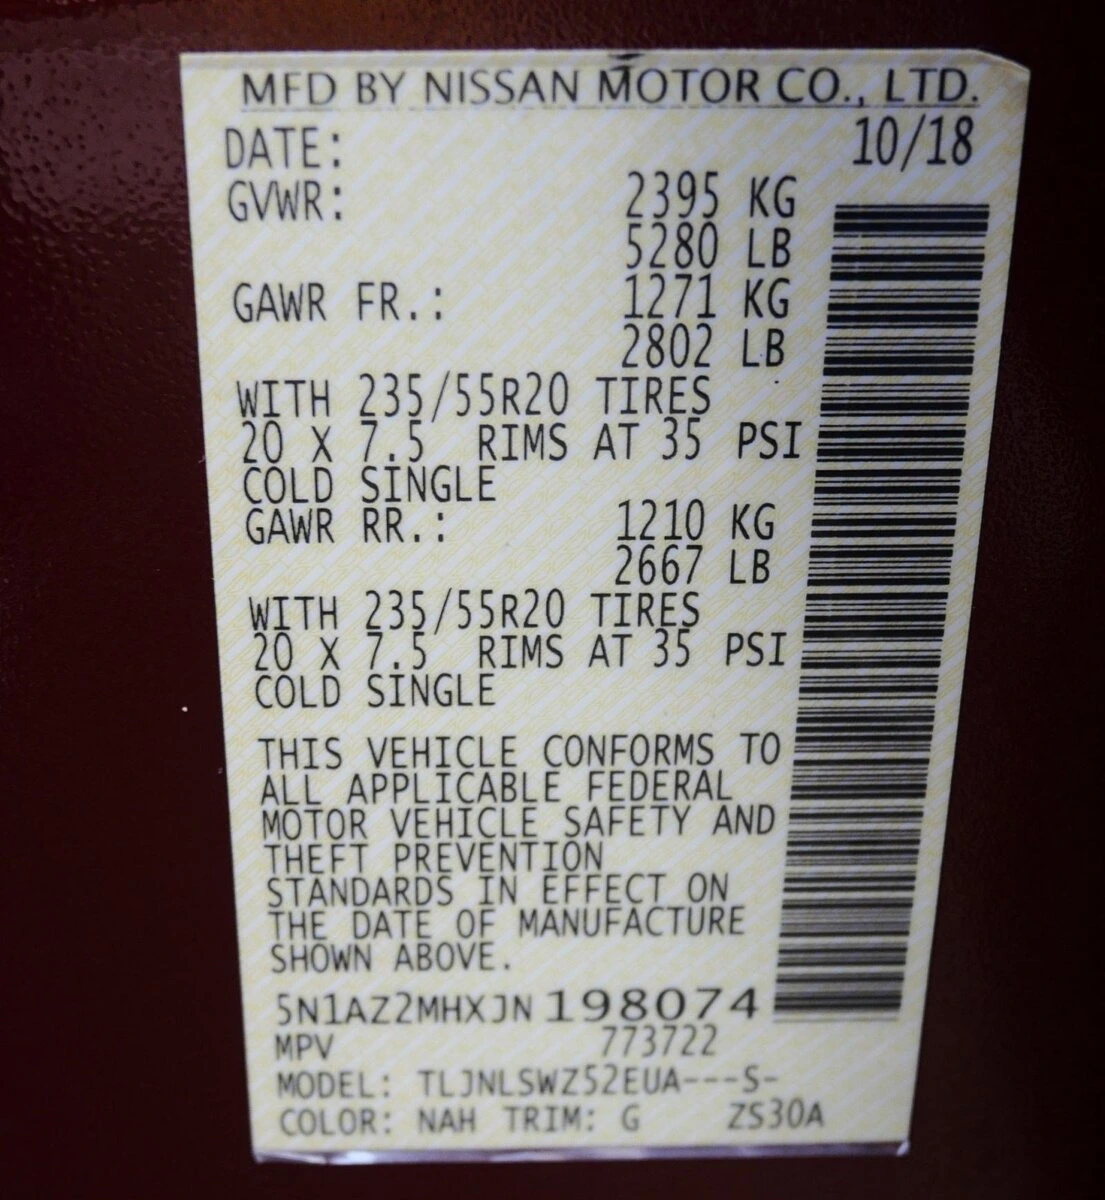 MFD BY NISSAN MOTOR CO., LTD.
DATE: 10/18
GVWR: 2395 KG
5280 LB
GAWR FR.: 1271 KG
2802 LB
WITH 235/55R20 TIRES
20 X 7.5 RIMS AT 35 PSI
COLD SINGLE
GAWR RR.: 1210 KG
2667 LB
WITH 235/55R20 TIRES
20 X 7.5 RIMS AT 35 PSI
COLD SINGLE
THIS VEHICLE CONFORMS TO
ALL APPLICABLE FEDERAL
MOTOR VEHICLE SAFETY AND
THEFT PREVENTION
STANDARDS IN EFFECT ON
THE DATE OF MANUFACTURE
SHOWN ABOVE.
5N1AZ2MHXJN198074
MPV 773722
MODEL: TLJNLSWZ52EUA---S-
COLOR: NAH TRIM: G ZS30A